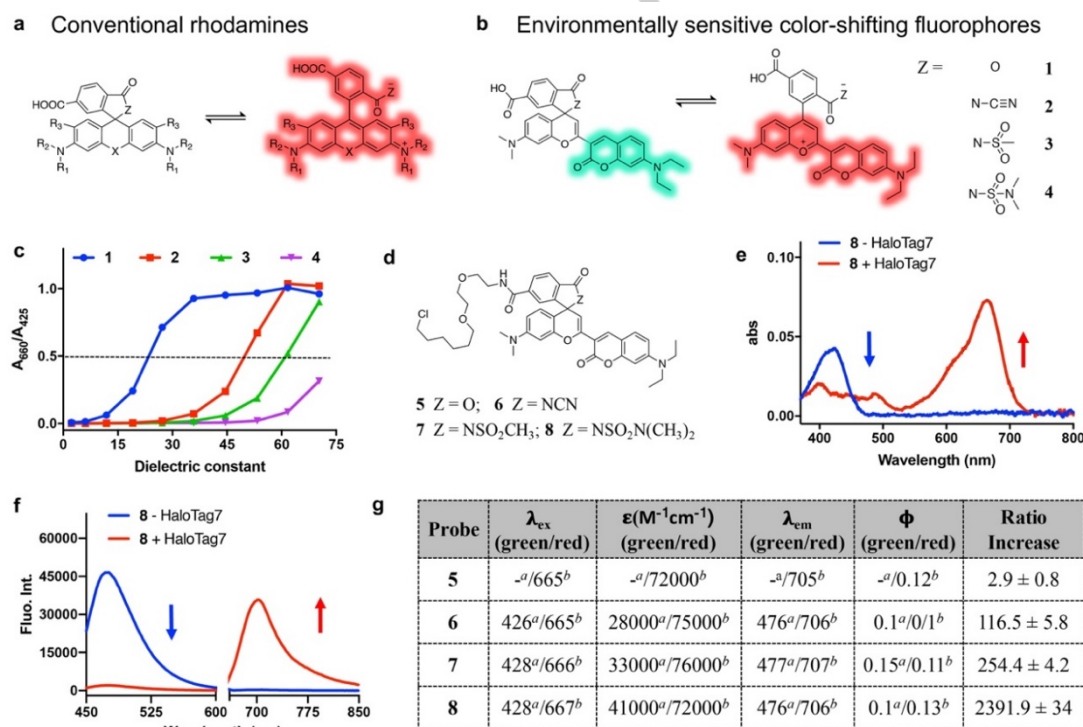 a Conventional rhodamines
b Environmentally sensitive color-shifting fluorophores
HOOC
O
Z
R₃ R₃
R₂ N R₁ X N R₂ R₁
HOOC
O Z⁻
R₃ R₃
R₂ N R₁ X N⁺ R₂ R₁
HO O O
Z
N O
O O N
HO O
O Z⁻
N O⁺
O O N
Z = O 1
N-C≡N 2
N-S 3
O
O
N-S-N 4
O
O
c 1 2 3 4
A₆₆₀/A₄₂₅
1.0
0.5
0.0
0 15 30 45 60 75
Dielectric constant
d
O
H
N
O
O
Z
O
Cl
N O
O O N
5 Z = O; 6 Z = NCN
7 Z = NSO₂CH₃; 8 Z = NSO₂N(CH₃)₂
e
8 - HaloTag7
8 + HaloTag7
abs
0.10
0.05
0.00
400 500 600 700 800
Wavelength (nm)
f
8 - HaloTag7
8 + HaloTag7
Fluo. Int.
60000
45000
30000
15000
0
450 525 600 700 775 850
g
Probe λex (green/red) ε(M⁻¹cm⁻¹) (green/red) λem (green/red) ϕ (green/red) Ratio Increase
5 -ᵃ/665ᵇ -ᵃ/72000ᵇ -ᵃ/705ᵇ -ᵃ/0.12ᵇ 2.9 ± 0.8
6 426ᵃ/665ᵇ 28000ᵃ/75000ᵇ 476ᵃ/706ᵇ 0.1ᵃ/0/1ᵇ 116.5 ± 5.8
7 428ᵃ/666ᵇ 33000ᵃ/76000ᵇ 477ᵃ/707ᵇ 0.15ᵃ/0.11ᵇ 254.4 ± 4.2
8 428ᵃ/667ᵇ 41000ᵃ/72000ᵇ 476ᵃ/706ᵇ 0.1ᵃ/0.13ᵇ 2391.9 ± 34